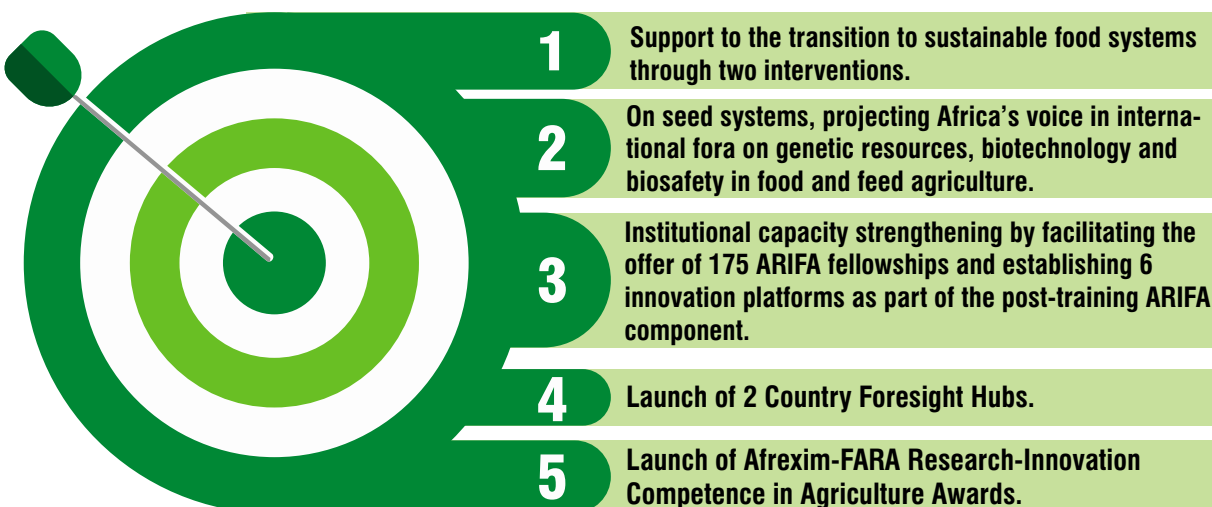 1
Support to the transition to sustainable food systems
through two interventions.
2
On seed systems, projecting Africa's voice in interna-
tional fora on genetic resources, biotechnology and
biosafety in food and feed agriculture.
3
Institutional capacity strengthening by facilitating the
offer of 175 ARIFA fellowships and establishing 6
innovation platforms as part of the post-training ARIFA
component.
4
Launch of 2 Country Foresight Hubs.
5
Launch of Afrexim-FARA Research-Innovation
Competence in Agriculture Awards.